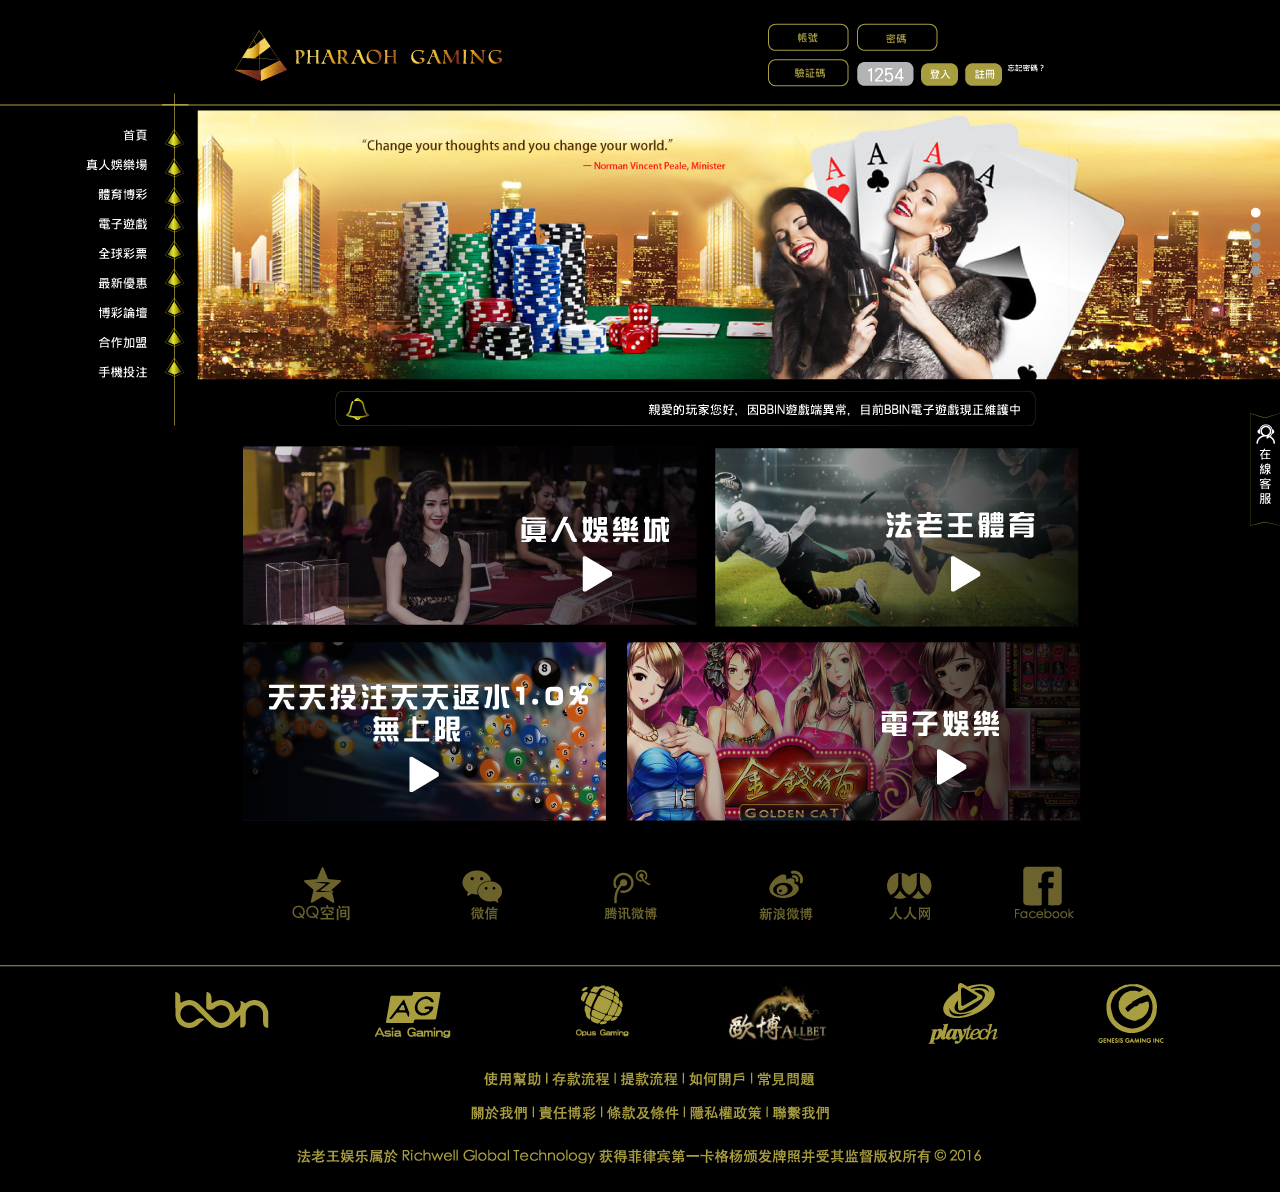 PHARAOH GAMING
帳號
密碼
驗証碼
1254
登入
註冊
忘記密碼？
首頁
真人娛樂場
體育博彩
電子遊戲
全球彩票
最新優惠
博彩論壇
合作加盟
手機投注
“Change your thoughts and you change your world.”
— Norman Vincent Peale, Minister
親愛的玩家您好，因BBIN遊戲端異常，目前BBIN電子遊戲現正維護中
在線客服
真人娛樂城
法老王體育
天天投注天天返水1.0%
無上限
電子娛樂
金錢貓
GOLDEN CAT
QQ空间
微信
腾讯微博
新浪微博
人人网
Facebook
bbn
AG
Asia Gaming
Opus Gaming
歐博 ALLBET
playtech
GENESIS GAMING INC
使用幫助 | 存款流程 | 提款流程 | 如何開戶 | 常見問題
關於我們 | 責任博彩 | 條款及條件 | 隱私權政策 | 聯繫我們
法老王娱乐属於 Richwell Global Technology 获得菲律宾第一卡格杨颁发牌照并受其监督版权所有 © 2016